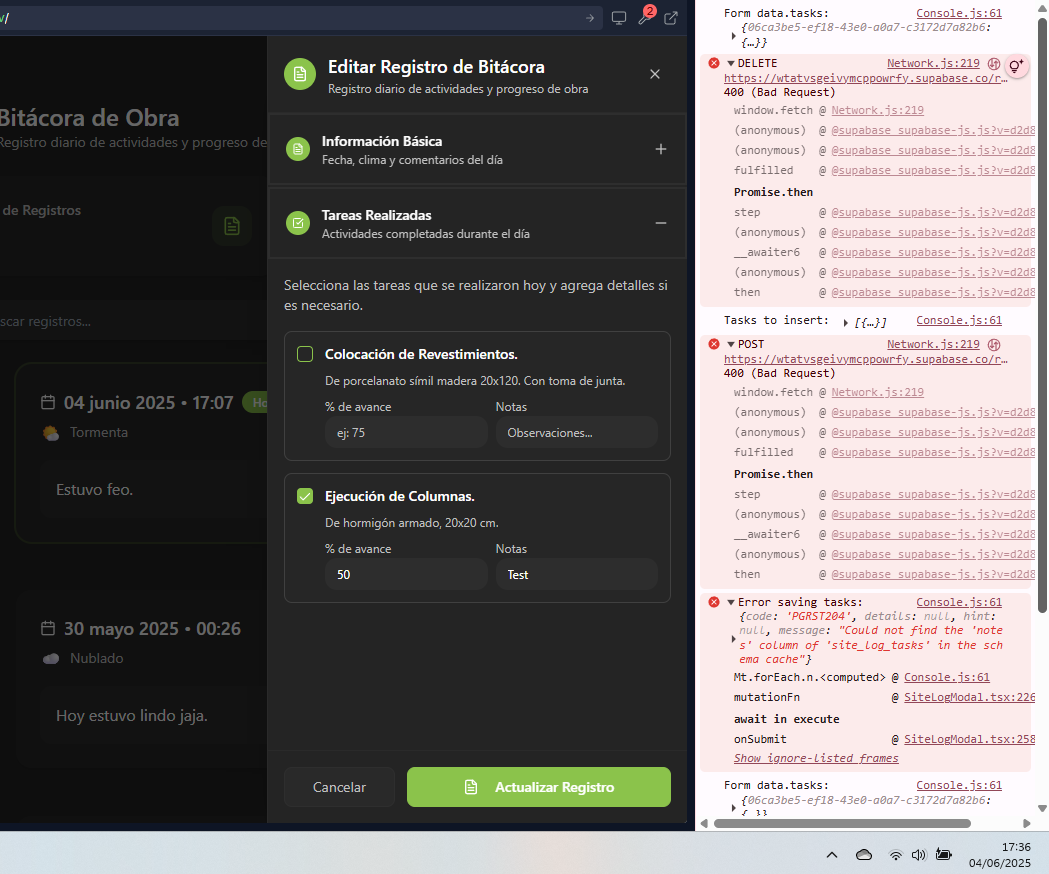 v/
2
Editar Registro de Bitácora
Registro diario de actividades y progreso de obra
Bitácora de Obra
Registro diario de actividades y progreso de
Información Básica
Fecha, clima y comentarios del día
de Registros
Tareas Realizadas
Actividades completadas durante el día
Selecciona las tareas que se realizaron hoy y agrega detalles si
es necesario.
scar registros...
Colocación de Revestimientos.
De porcelanato símil madera 20x120. Con toma de junta.
% de avance Notas
ej: 75 Observaciones...
04 junio 2025 • 17:07 Ho
Tormenta
Estuvo feo.
Ejecución de Columnas.
De hormigón armado, 20x20 cm.
% de avance Notas
50 Test
30 mayo 2025 • 00:26
Nublado
Hoy estuvo lindo jaja.
Cancelar Actualizar Registro
Form data.tasks: Console.js:61
{06ca3be5-ef18-43e0-a0a7-c3172d7a82b6:
{…}}
DELETE Network.js:219
https://wtatvsgeivymcppowrfy.supabase.co/r…
400 (Bad Request)
window.fetch @ Network.js:219
(anonymous) @ @supabase_supabase-js.js?v=d2d8
(anonymous) @ @supabase_supabase-js.js?v=d2d8
fulfilled @ @supabase_supabase-js.js?v=d2d8
Promise.then
step @ @supabase_supabase-js.js?v=d2d8
(anonymous) @ @supabase_supabase-js.js?v=d2d8
__awaiter6 @ @supabase_supabase-js.js?v=d2d8
(anonymous) @ @supabase_supabase-js.js?v=d2d8
then @ @supabase_supabase-js.js?v=d2d8
Tasks to insert: [{…}] Console.js:61
POST Network.js:219
https://wtatvsgeivymcppowrfy.supabase.co/r…
400 (Bad Request)
window.fetch @ Network.js:219
(anonymous) @ @supabase_supabase-js.js?v=d2d8
(anonymous) @ @supabase_supabase-js.js?v=d2d8
fulfilled @ @supabase_supabase-js.js?v=d2d8
Promise.then
step @ @supabase_supabase-js.js?v=d2d8
(anonymous) @ @supabase_supabase-js.js?v=d2d8
__awaiter6 @ @supabase_supabase-js.js?v=d2d8
(anonymous) @ @supabase_supabase-js.js?v=d2d8
then @ @supabase_supabase-js.js?v=d2d8
Error saving tasks: Console.js:61
{code: 'PGRST204', details: null, hint:
null, message: "Could not find the 'note
s' column of 'site_log_tasks' in the sch
ema cache"}
Mt.forEach.n.<computed> @ Console.js:61
mutationFn @ SiteLogModal.tsx:226
await in execute
onSubmit @ SiteLogModal.tsx:258
Show ignore-listed frames
Form data.tasks: Console.js:61
{06ca3be5-ef18-43e0-a0a7-c3172d7a82b6:
{…}}
17:36
04/06/2025